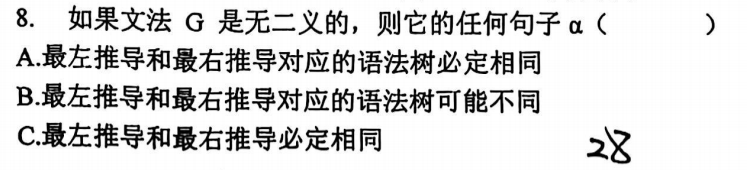 8. 如果文法 G 是无二义的，则它的任何句子 α（ ）
A.最左推导和最右推导对应的语法树必定相同
B.最左推导和最右推导对应的语法树可能不同
C.最左推导和最右推导必定相同
28